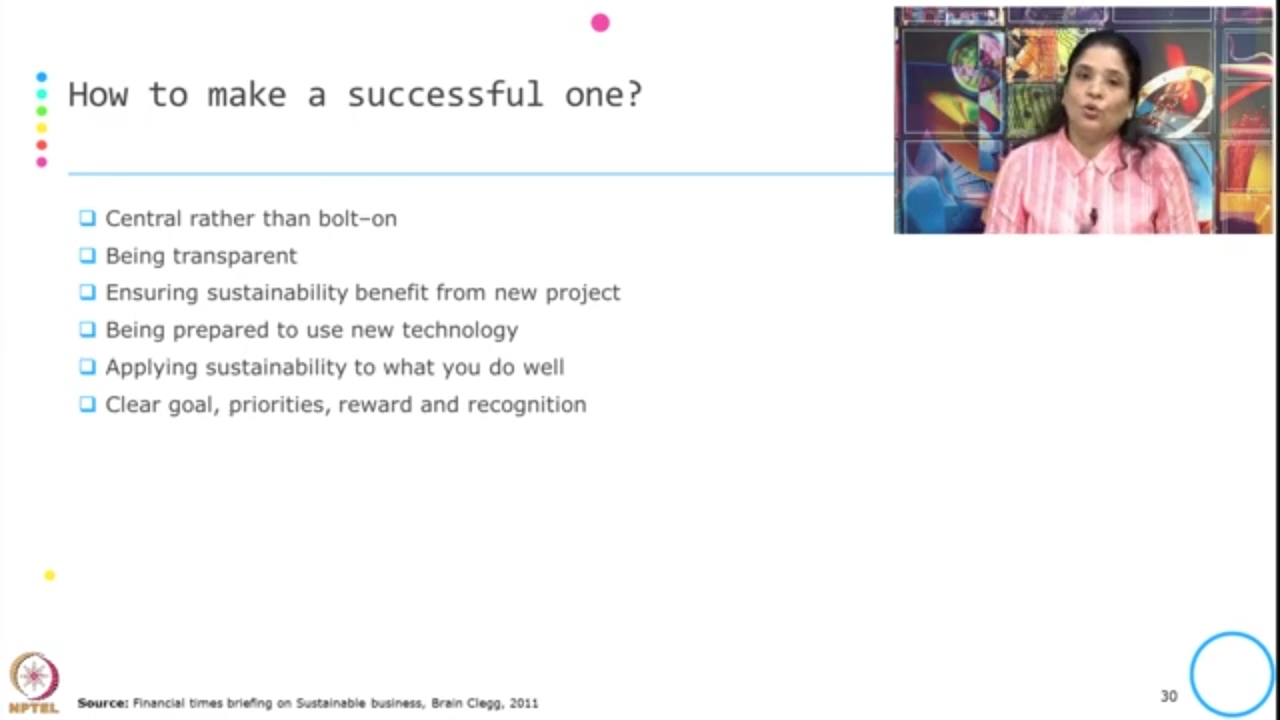 How to make a successful one?
Central rather than bolt–on
Being transparent
Ensuring sustainability benefit from new project
Being prepared to use new technology
Applying sustainability to what you do well
Clear goal, priorities, reward and recognition
NPTEL
Source: Financial times briefing on Sustainable business, Brain Clegg, 2011
30